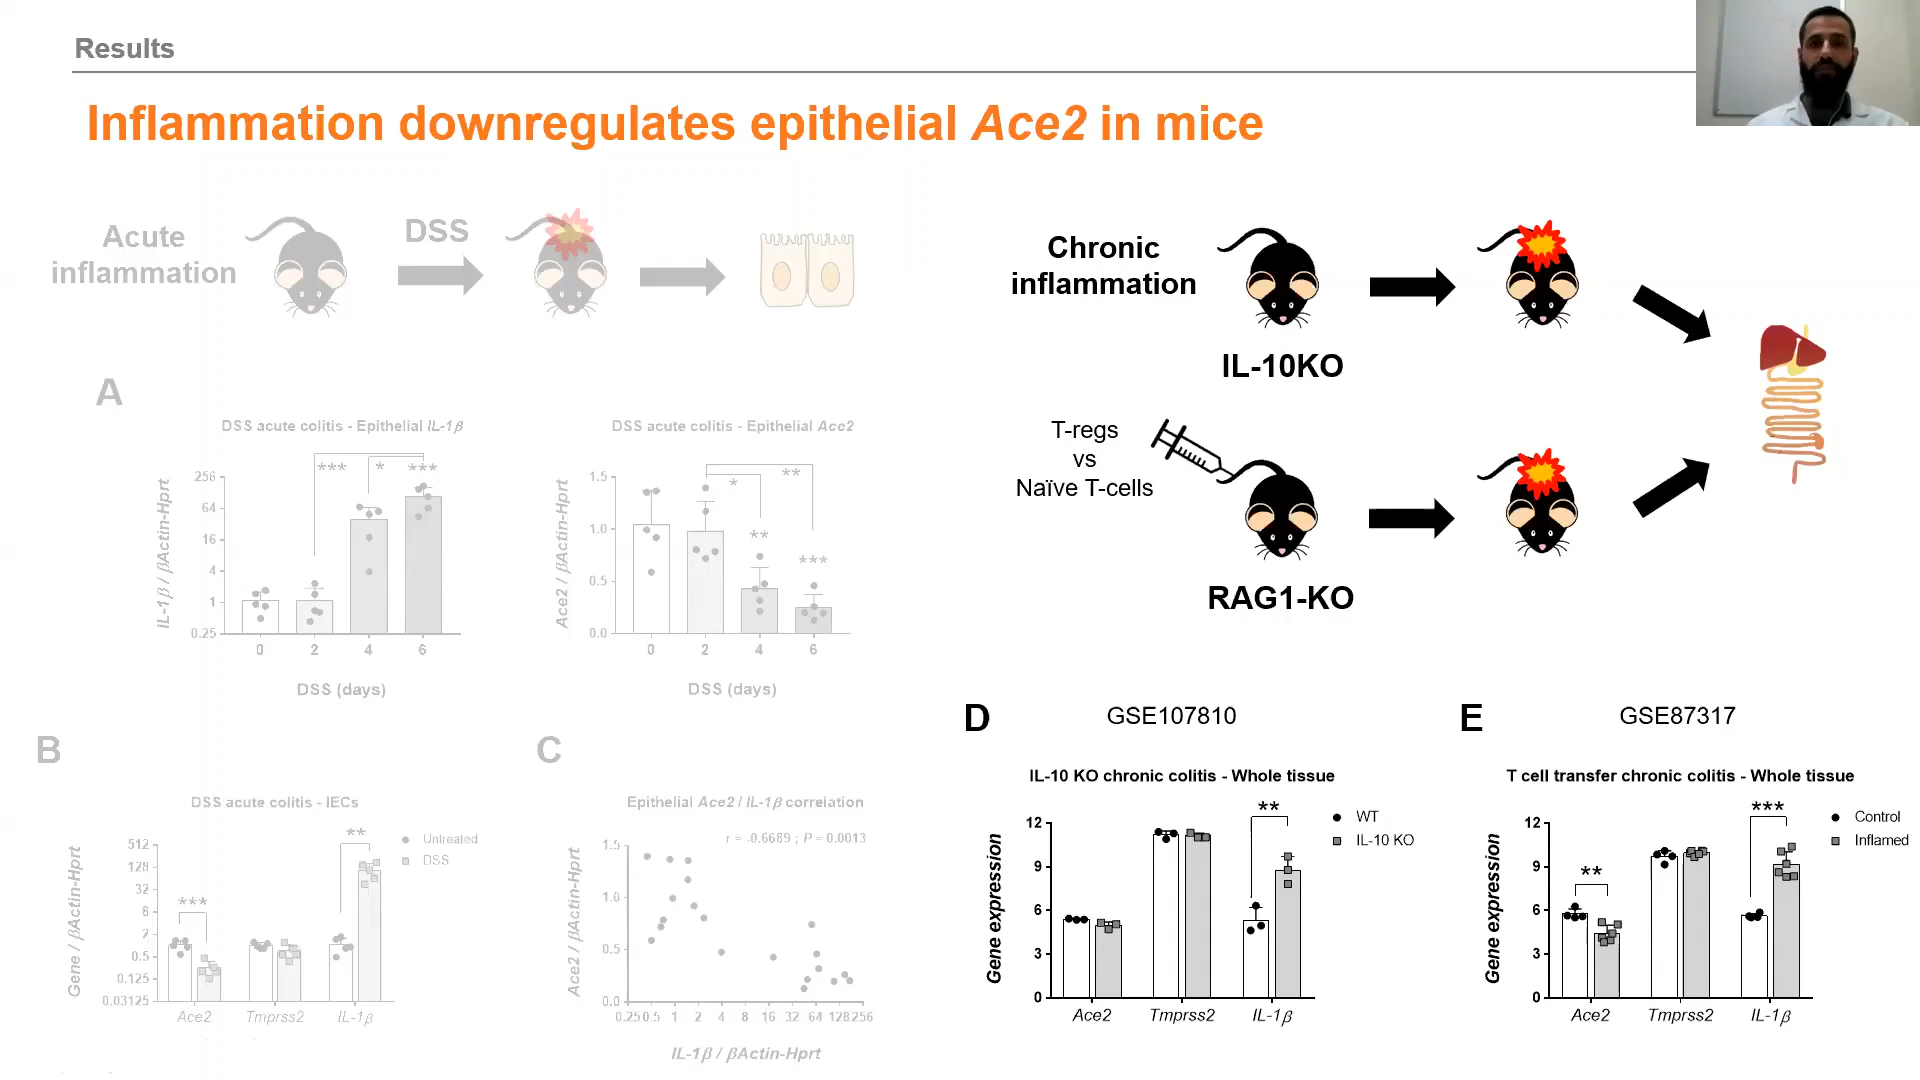 Results
Inflammation downregulates epithelial Ace2 in mice
Acute
inflammation
DSS
Chronic
inflammation
IL-10KO
T-regs
vs
Naïve T-cells
RAG1-KO
A
DSS acute colitis - Epithelial IL-1β
IL-1β / βActin-Hprt
256
64
16
4
1
0.25
***
*
***
0 2 4 6
DSS (days)
DSS acute colitis - Epithelial Ace2
Ace2 / βActin-Hprt
1.5
1.0
0.5
0.0
*
**
**
***
0 2 4 6
DSS (days)
B
DSS acute colitis - IECs
Gene / βActin-Hprt
512
128
32
8
2
0.5
0.125
0.03125
***
**
Untreated
DSS
Ace2 Tmprss2 IL-1β
C
Epithelial Ace2 / IL-1β correlation
r = -0.6689 ; P = 0.0013
Ace2 / βActin-Hprt
1.5
1.0
0.5
0.0
0.25 0.5 1 2 4 8 16 32 64 128 256
IL-1β / βActin-Hprt
D
GSE107810
IL-10 KO chronic colitis - Whole tissue
Gene expression
12
9
6
3
0
**
WT
IL-10 KO
Ace2 Tmprss2 IL-1β
E
GSE87317
T cell transfer chronic colitis - Whole tissue
Gene expression
12
9
6
3
0
**
***
Control
Inflamed
Ace2 Tmprss2 IL-1β